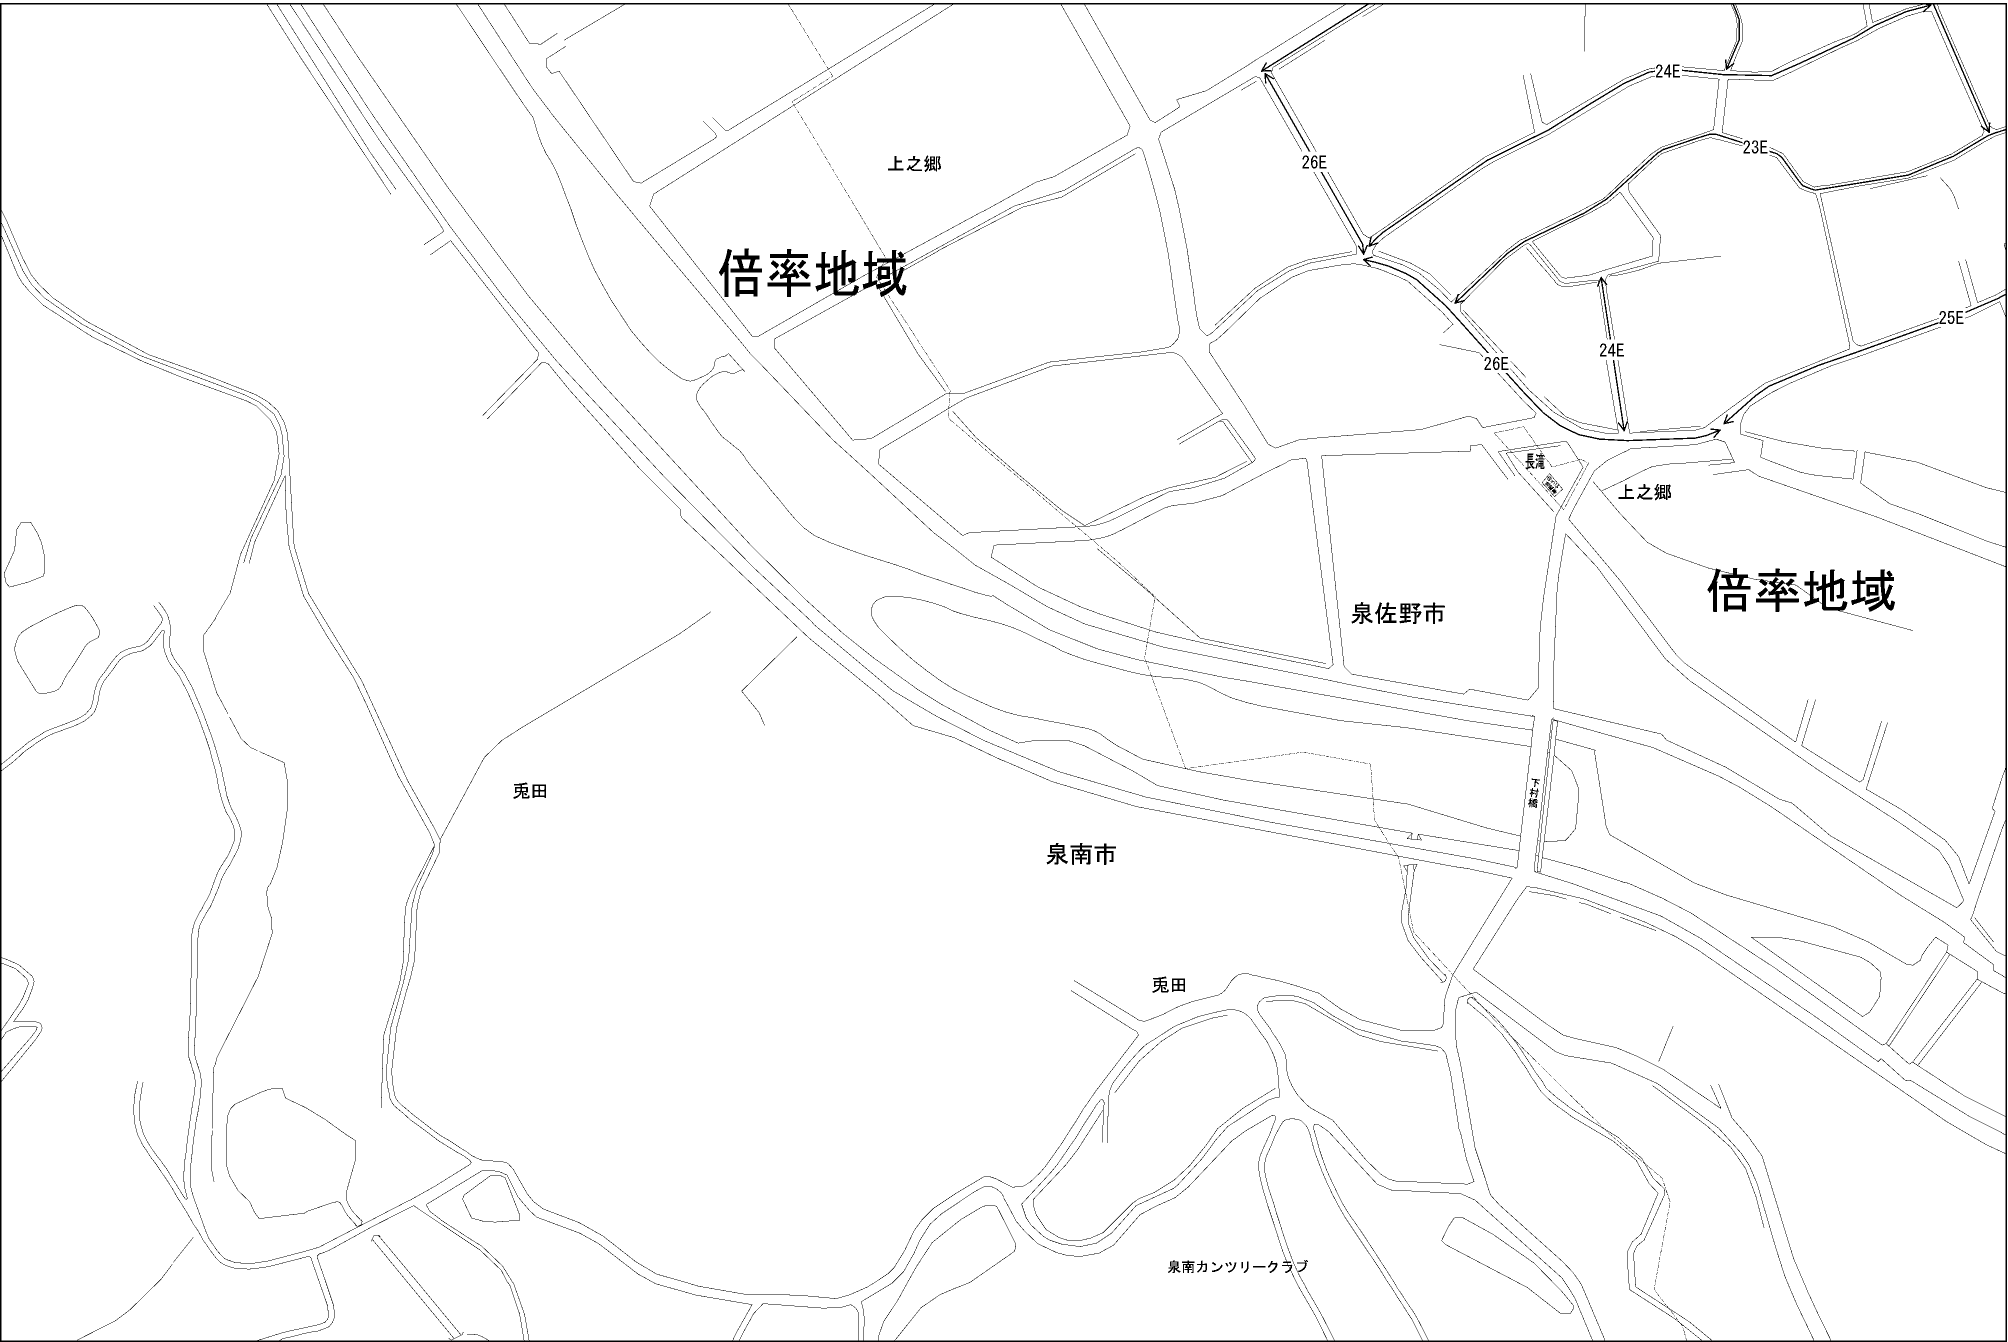 24E
23E
上之郷
26E
倍率地域
25E
24E
26E
長滝
上之郷
倍率地域
泉佐野市
兎田
下村橋
泉南市
兎田
泉南カンツリークラブ